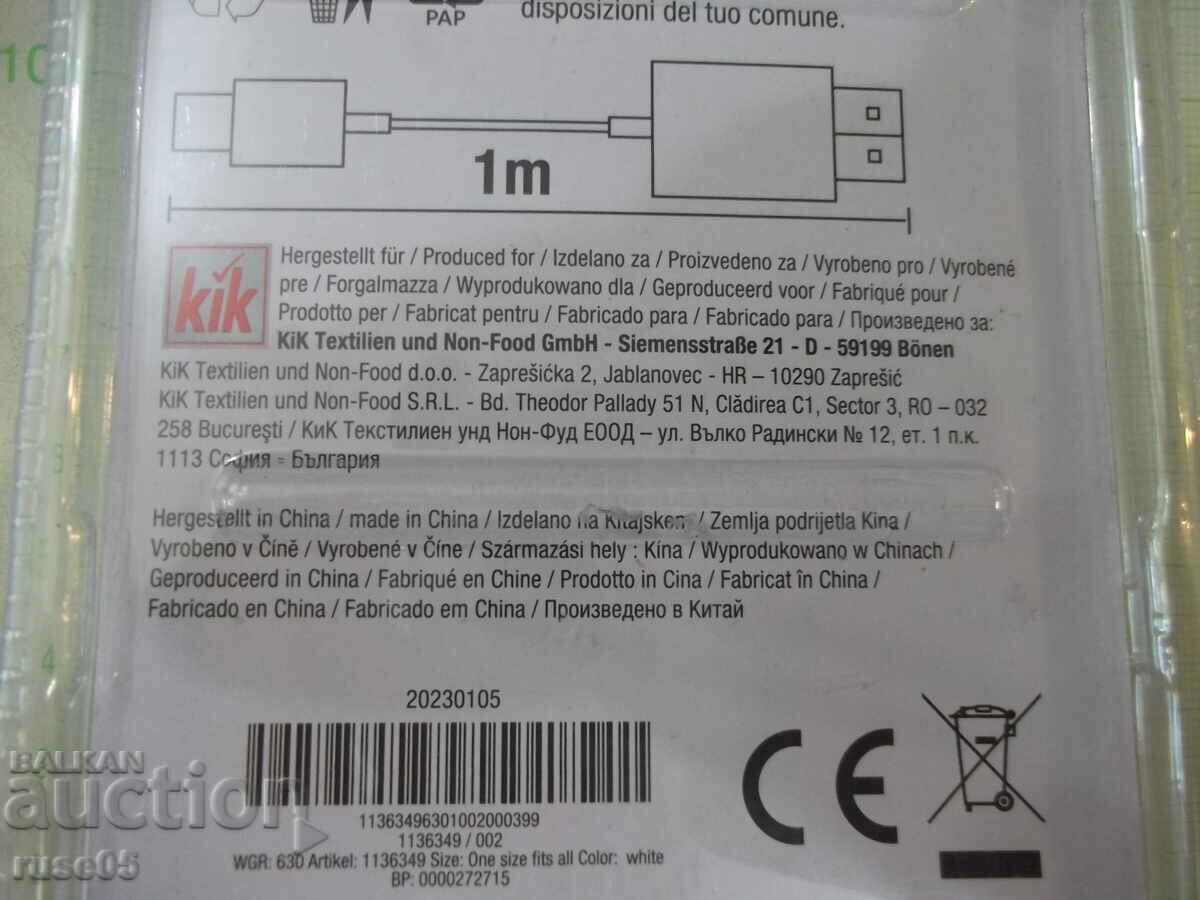 disposizioni del tuo comune.
PAP
1m
kik
Hergestellt für / Produced for / Izdelano za / Proizvedeno za / Vyrobeno pro / Vyrobené
pre / Forgalmazza / Wyprodukowano dla / Geproduceerd voor / Fabriqué pour /
Prodotto per / Fabricat pentru / Fabricado para / Fabricado para / Произведено за:
KiK Textilien und Non-Food GmbH - Siemensstraße 21 - D - 59199 Bönen
KiK Textilien und Non-Food d.o.o. - Zaprešićka 2, Jablanovec - HR – 10290 Zaprešić
KiK Textilien und Non-Food S.R.L. - Bd. Theodor Pallady 51 N, Clădirea C1, Sector 3, RO – 032
258 Bucureşti / КиК Текстилиен унд Нон-Фуд ЕООД – ул. Вълко Радински № 12, ет. 1 п.к.
1113 София - България
Hergestellt in China / made in China / Izdelano na Kitajskem / Zemlja podrijetla Kina /
Vyrobeno v Číně / Vyrobené v Číne / Származási hely : Kína / Wyprodukowano w Chinach /
Geproduceerd in China / Fabriqué en Chine / Prodotto in Cina / Fabricat în China /
Fabricado en China / Fabricado em China / Произведено в Китай
20230105
11363496301002000399
1136349 / 002
WGR: 630 Artikel: 1136349 Size: One size fits all Color: white
BP: 0000272715
CE
10
4
BALKAN
auction
ruse05